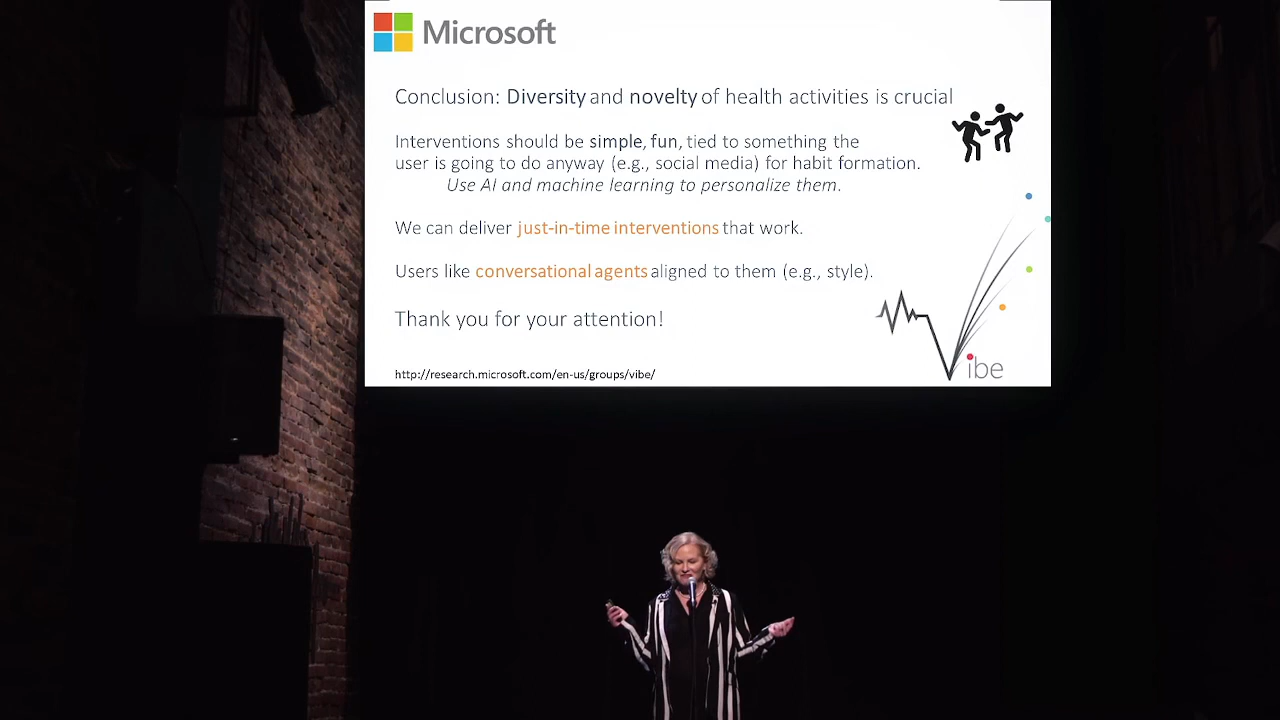 Microsoft
Conclusion: Diversity and novelty of health activities is crucial
Interventions should be simple, fun, tied to something the
user is going to do anyway (e.g., social media) for habit formation.
Use AI and machine learning to personalize them.
We can deliver just-in-time interventions that work.
Users like conversational agents aligned to them (e.g., style).
Thank you for your attention!
http://research.microsoft.com/en-us/groups/vibe/
Vibe